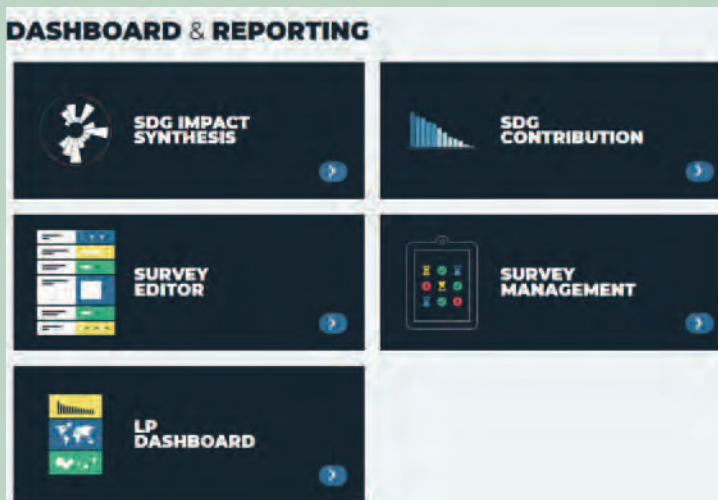 DASHBOARD & REPORTING
SDG IMPACT
SYNTHESIS
SDG
CONTRIBUTION
SURVEY
EDITOR
SURVEY
MANAGEMENT
LP
DASHBOARD